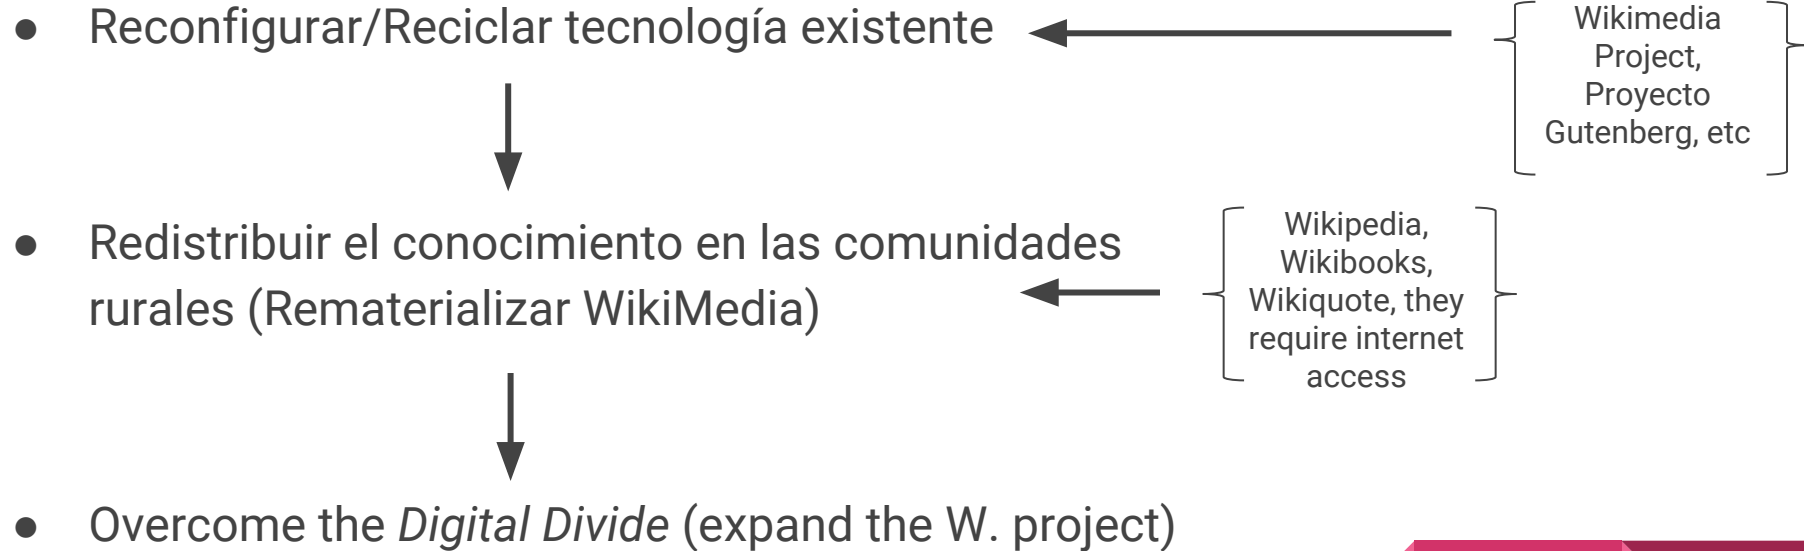 ● Reconfigurar/Reciclar tecnología existente
Wikimedia
Project,
Proyecto
Gutenberg, etc
● Redistribuir el conocimiento en las comunidades
rurales (Rematerializar WikiMedia)
Wikipedia,
Wikibooks,
Wikiquote, they
require internet
access
● Overcome the Digital Divide (expand the W. project)